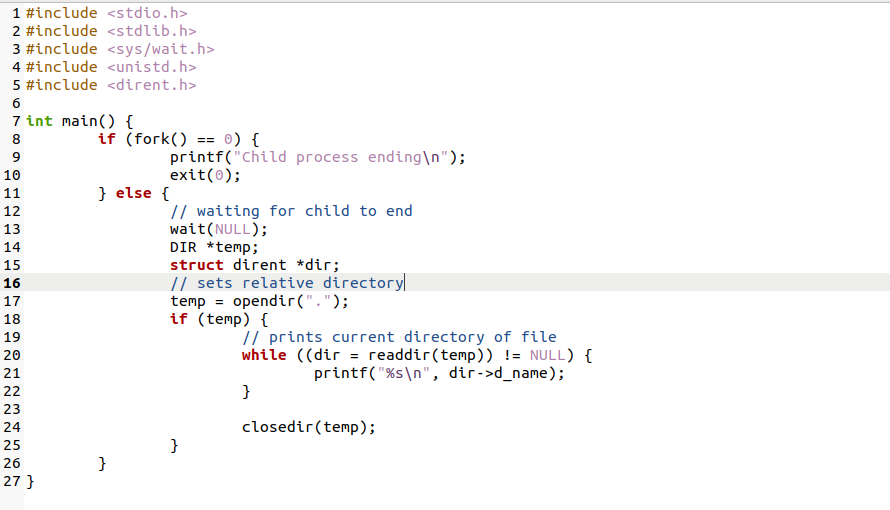 1 #include <stdio.h>
2 #include <stdlib.h>
3 #include <sys/wait.h>
4 #include <unistd.h>
5 #include <dirent.h>
6
7 int main() {
8         if (fork() == 0) {
9                 printf("Child process ending\n");
10                 exit(0);
11         } else {
12                 // waiting for child to end
13                 wait(NULL);
14                 DIR *temp;
15                 struct dirent *dir;
16                 // sets relative directory
17                 temp = opendir(".");
18                 if (temp) {
19                         // prints current directory of file
20                         while ((dir = readdir(temp)) != NULL) {
21                                 printf("%s\n", dir->d_name);
22                         }
23
24                         closedir(temp);
25                 }
26         }
27 }